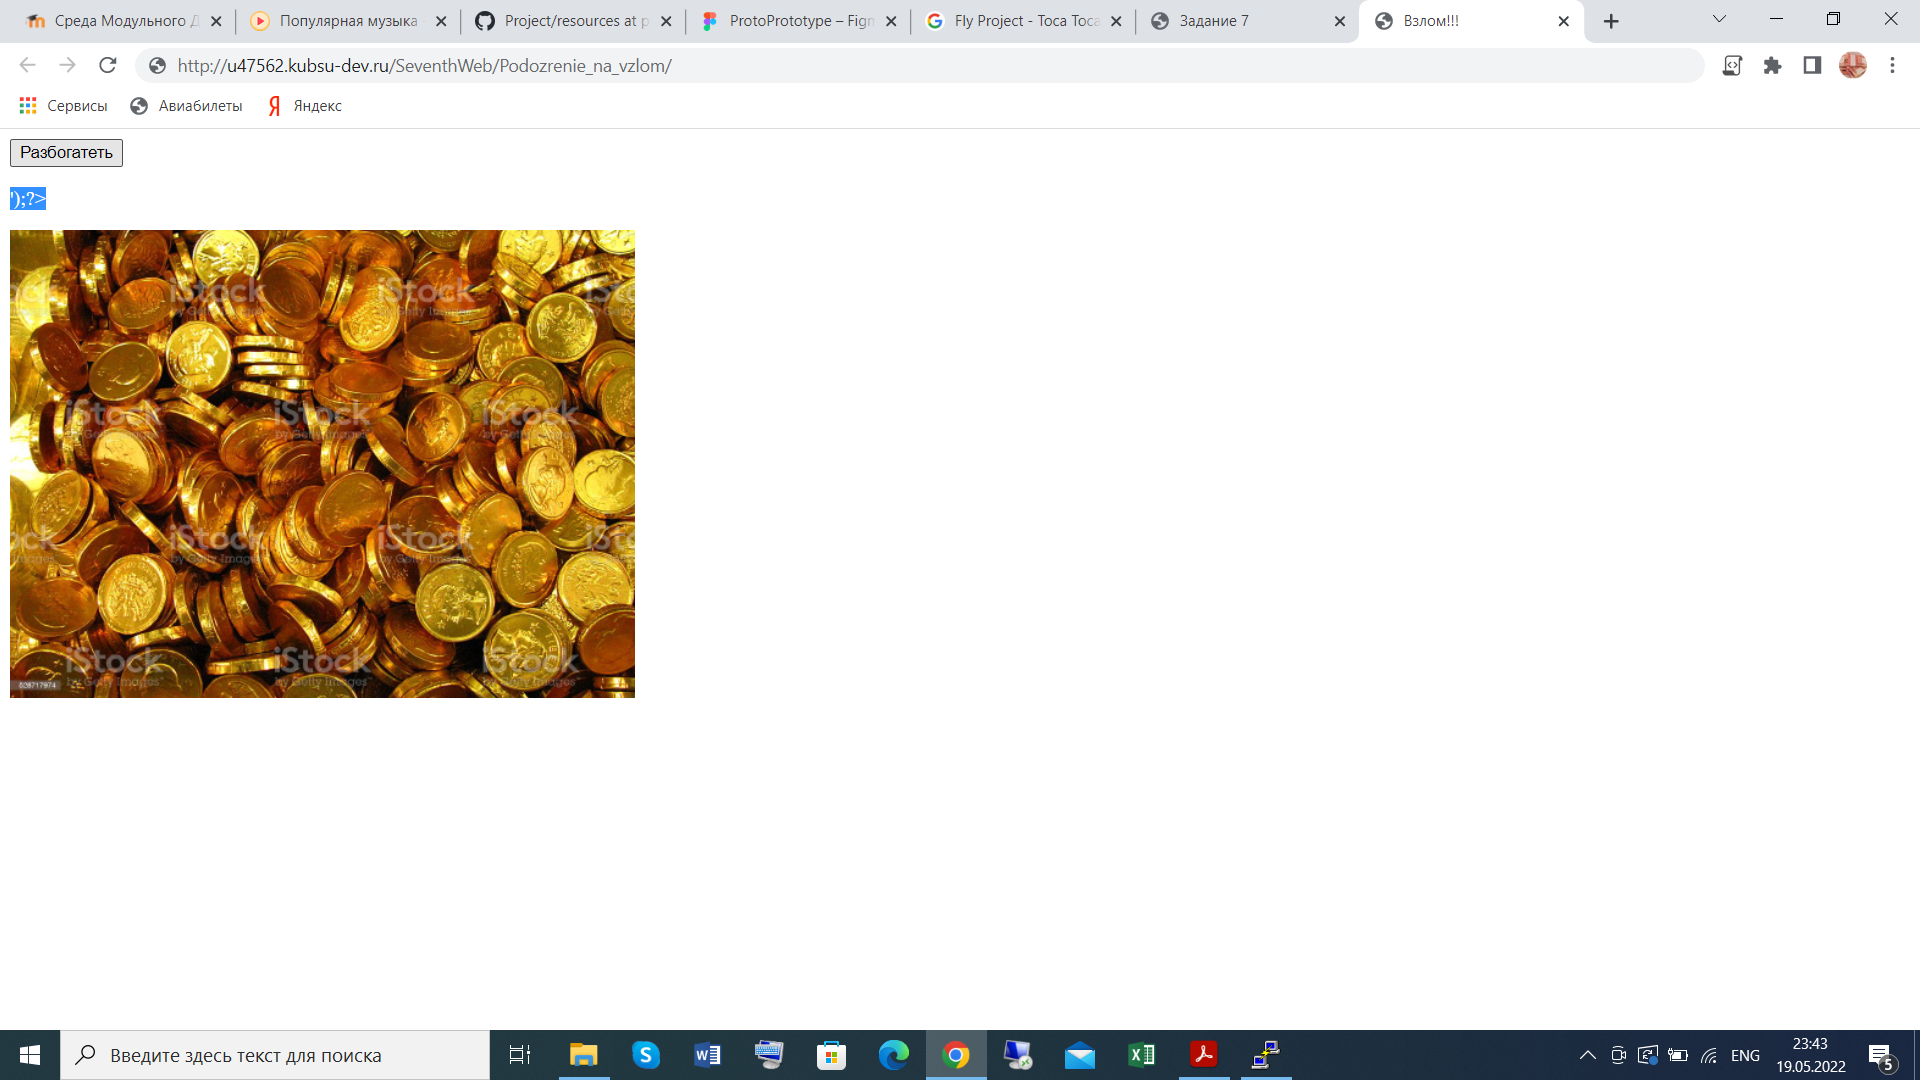 Среда Модульного Д
Популярная музыка
Project/resources at p
ProtoPrototype – Figm
Fly Project - Toca Toca
Задание 7
Взлом!!!
http://u47562.kubsu-dev.ru/SeventhWeb/Podozrenie_na_vzlom/
Сервисы
Авиабилеты
Яндекс
Разбогатеть
');?>
iStock
by Getty Images
528717974
Введите здесь текст для поиска
ENG
23:43
19.05.2022
5